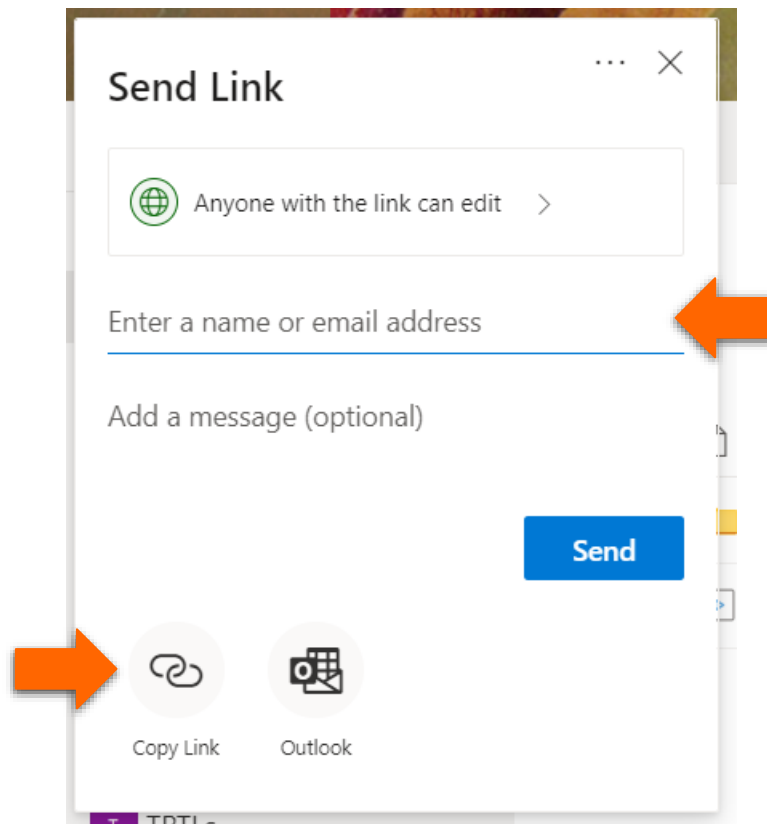 Send Link
Anyone with the link can edit
Enter a name or email address
Add a message (optional)
Send
Copy Link Outlook